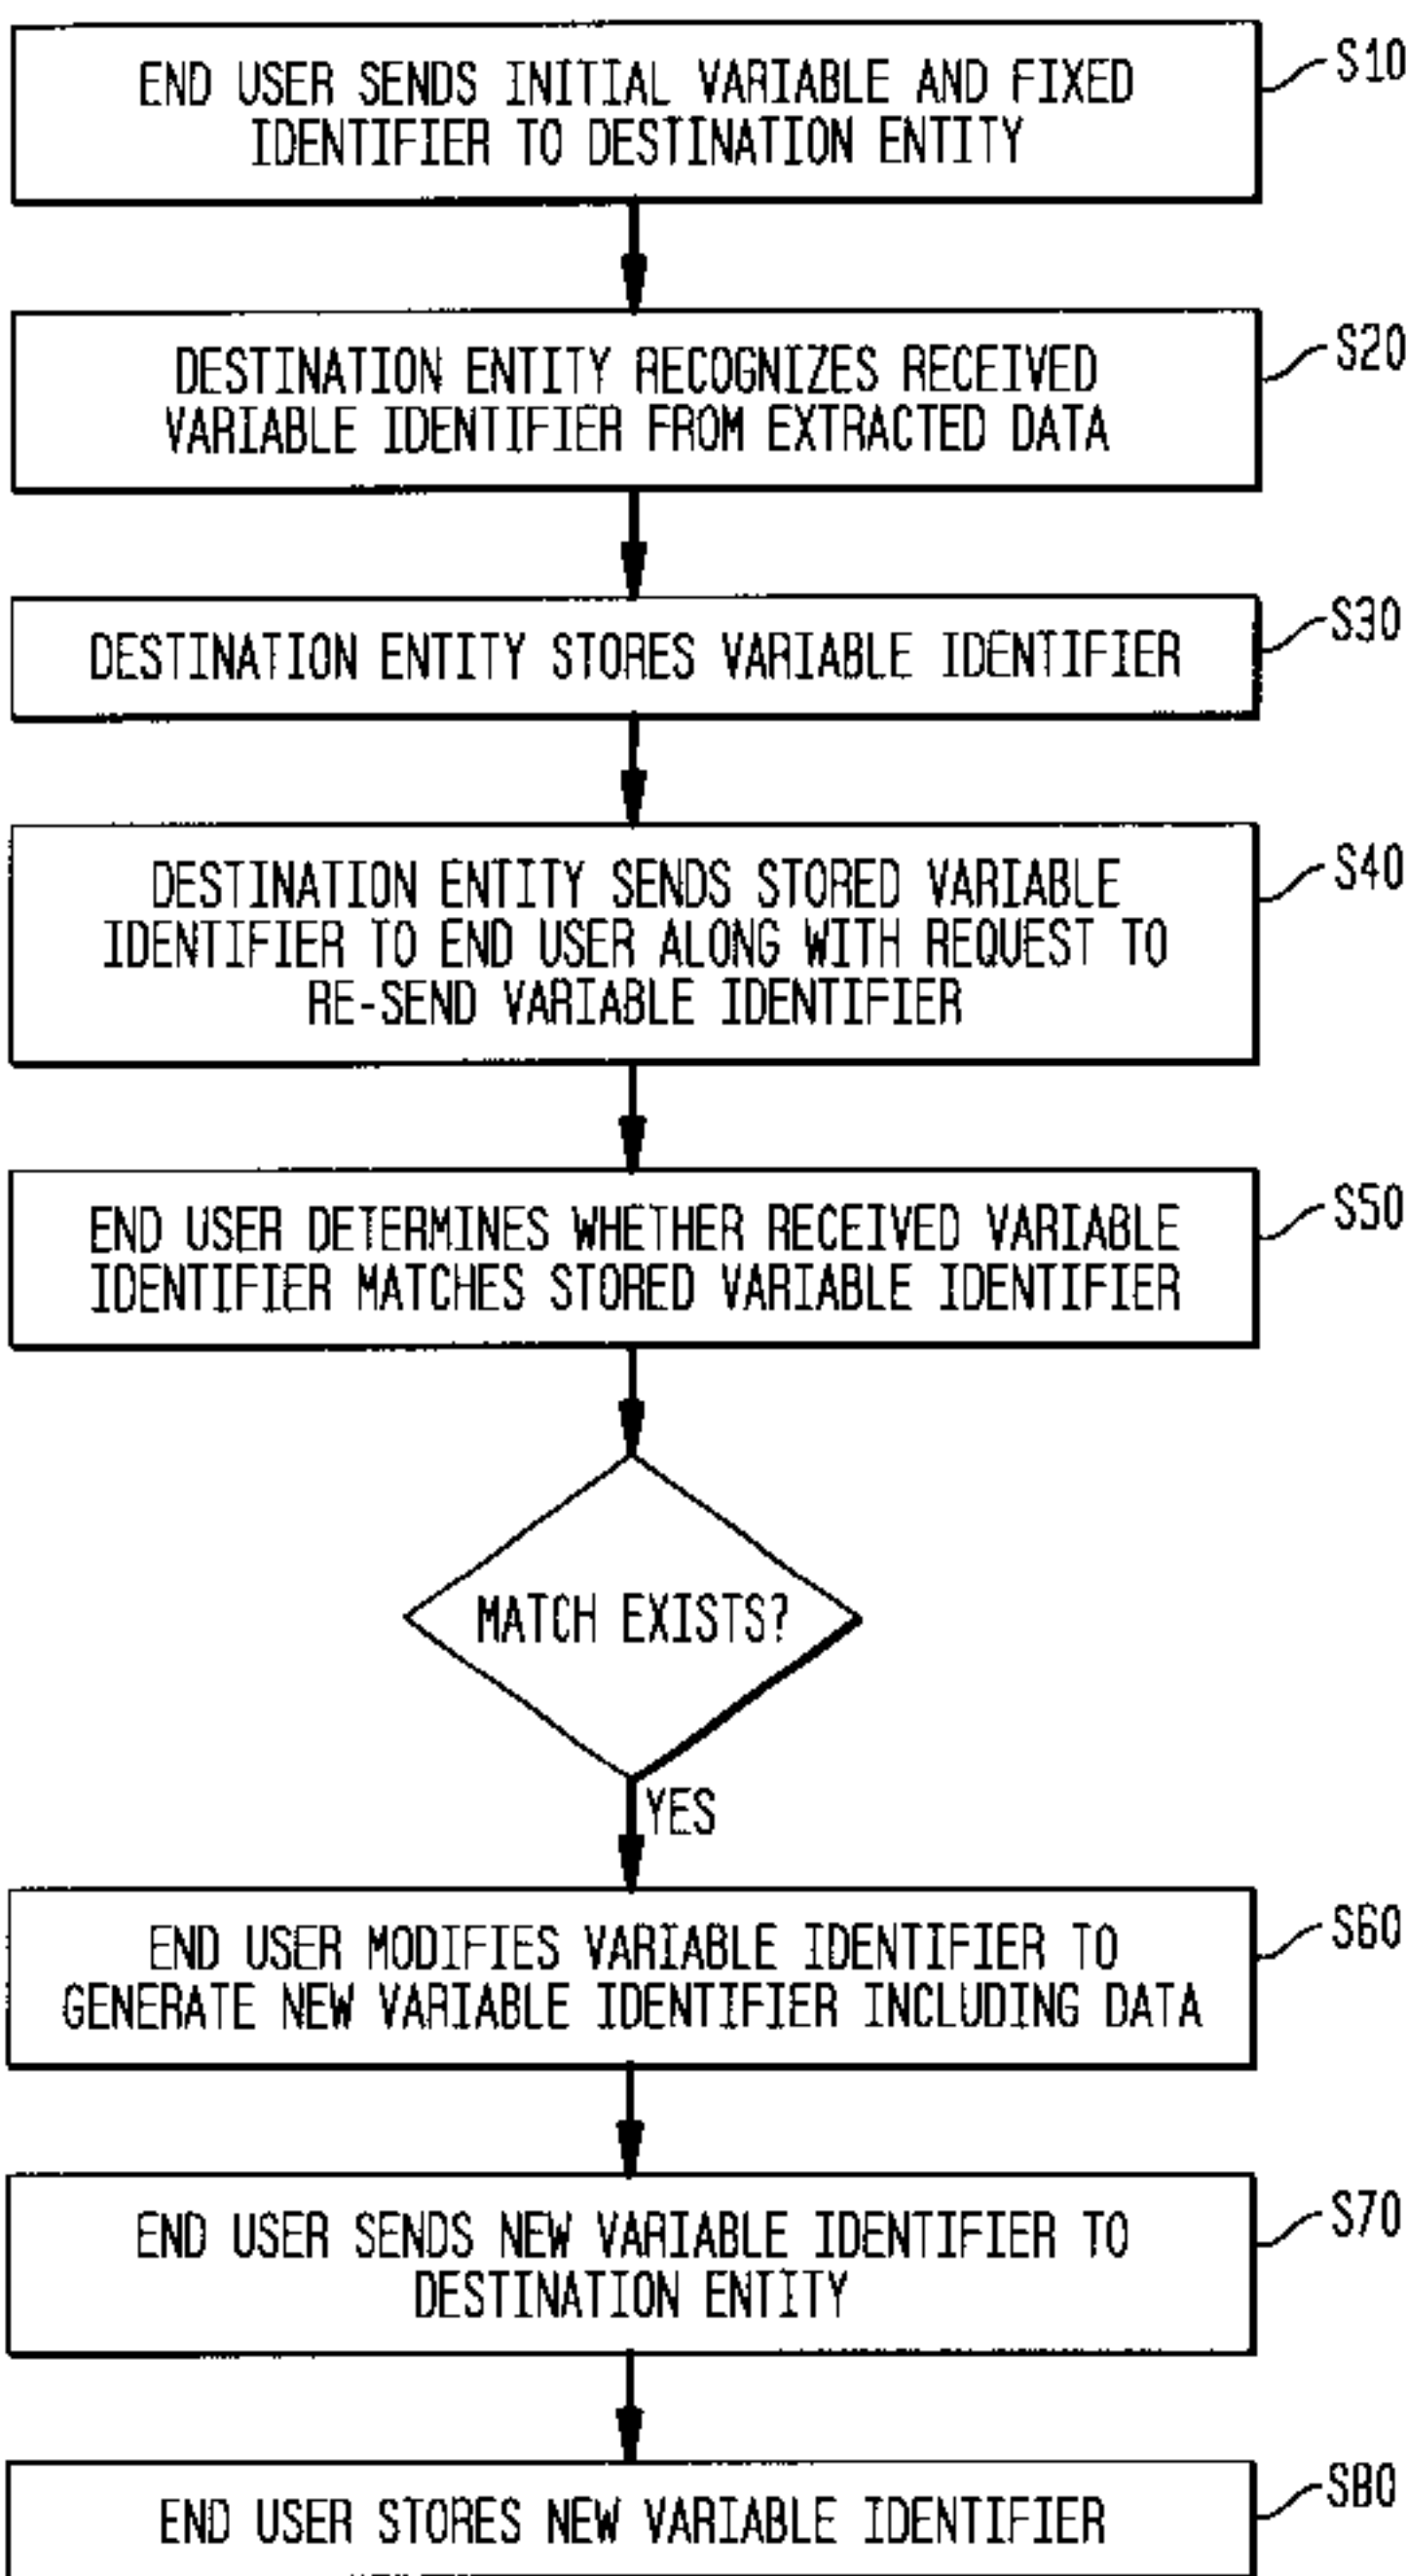 END USER SENDS INITIAL VARIABLE AND FIXED
IDENTIFIER TO DESTINATION ENTITY
S10
DESTINATION ENTITY RECOGNIZES RECEIVED
VARIABLE IDENTIFIER FROM EXTRACTED DATA
S20
DESTINATION ENTITY STORES VARIABLE IDENTIFIER
S30
DESTINATION ENTITY SENDS STORED VARIABLE
IDENTIFIER TO END USER ALONG WITH REQUEST TO
RE-SEND VARIABLE IDENTIFIER
S40
END USER DETERMINES WHETHER RECEIVED VARIABLE
IDENTIFIER MATCHES STORED VARIABLE IDENTIFIER
S50
MATCH EXISTS?
YES
END USER MODIFIES VARIABLE IDENTIFIER TO
GENERATE NEW VARIABLE IDENTIFIER INCLUDING DATA
S60
END USER SENDS NEW VARIABLE IDENTIFIER TO
DESTINATION ENTITY
S70
END USER STORES NEW VARIABLE IDENTIFIER
S80